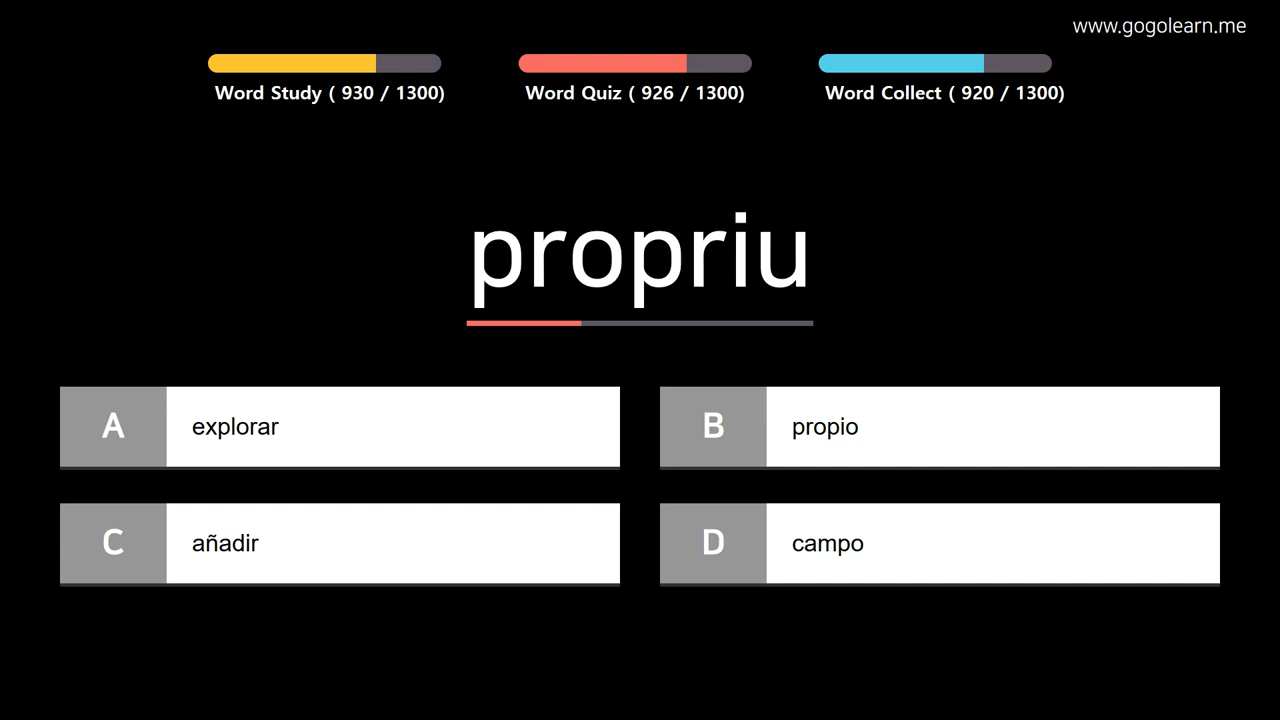 www.gogolearn.me
Word Study ( 930 / 1300)
Word Quiz ( 926 / 1300)
Word Collect ( 920 / 1300)
propriu
A explorar
B propio
C añadir
D campo